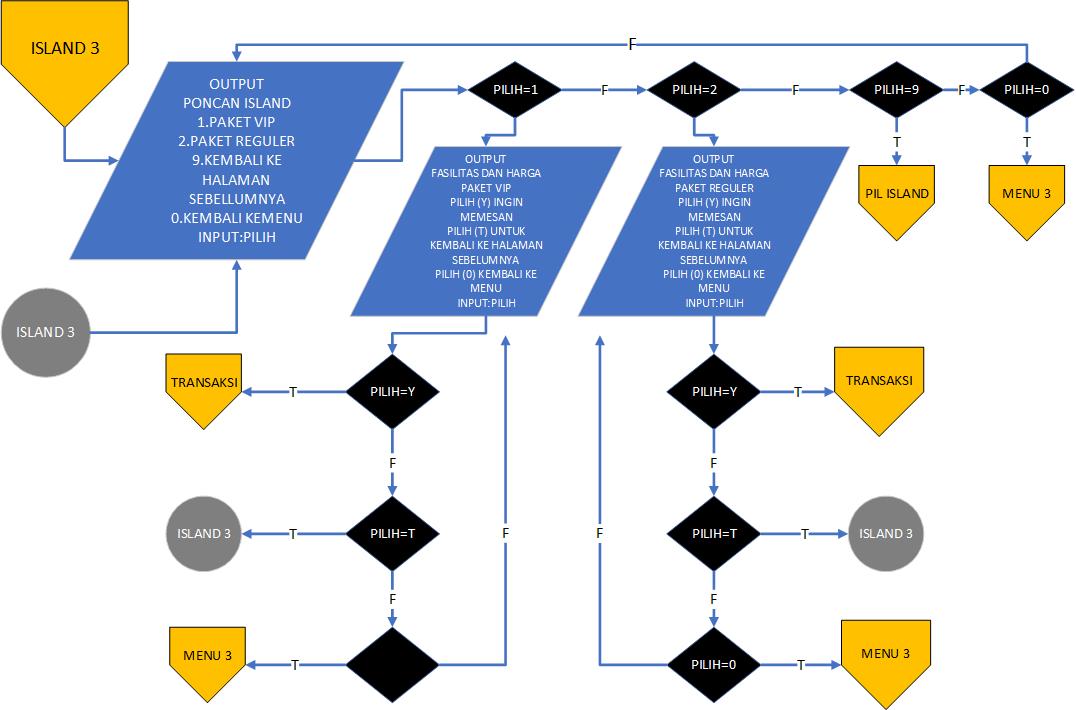 ISLAND 3
F
OUTPUT
PONCAN ISLAND
1.PAKET VIP
2.PAKET REGULER
9.KEMBALI KE
HALAMAN
SEBELLUMNYA
0.KEMBALI KEMENU
INPUT:PILIH
PILIH=1
F
PILIH=2
F
PILIH=9
F
PILIH=0
T
T
PIL ISLAND
MENU 3
OUTPUT
FASILITAS DAN HARGA
PAKET VIP
PILIH (Y) INGIN
MEMESAN
PILIH (T) UNTUK
KEMBALI KE HALAMAN
SEBELUMNYA
PILIH (0) KEMBALI KE
MENU
INPUT:PILIH
OUTPUT
FASILITAS DAN HARGA
PAKET REGULER
PILIH (Y) INGIN
MEMESAN
PILIH (T) UNTUK
KEMBALI KE HALAMAN
SEBELUMNYA
PILIH (0) KEMBALI KE
MENU
INPUT:PILIH
ISLAND 3
TRANSAKSI
T
PILIH=Y
PILIH=Y
T
TRANSAKSI
F
F
ISLAND 3
T
PILIH=T
F
F
PILIH=T
T
ISLAND 3
F
F
MENU 3
T
PILIH=0
T
MENU 3